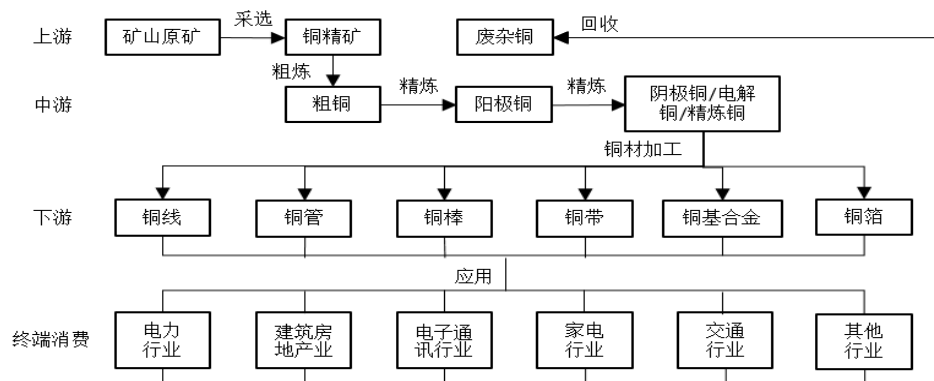 采选
回收
上游
矿山原矿
铜精矿
废杂铜
粗炼
精炼
精炼
中游
粗铜
阳极铜
阴极铜/电解
铜/精炼铜
铜材加工
下游
铜线
铜管
铜棒
铜带
铜基合金
铜箔
应用
终端消费
电力
行业
建筑房
地产业
电子通
讯行业
家电
行业
交通
行业
其他
行业